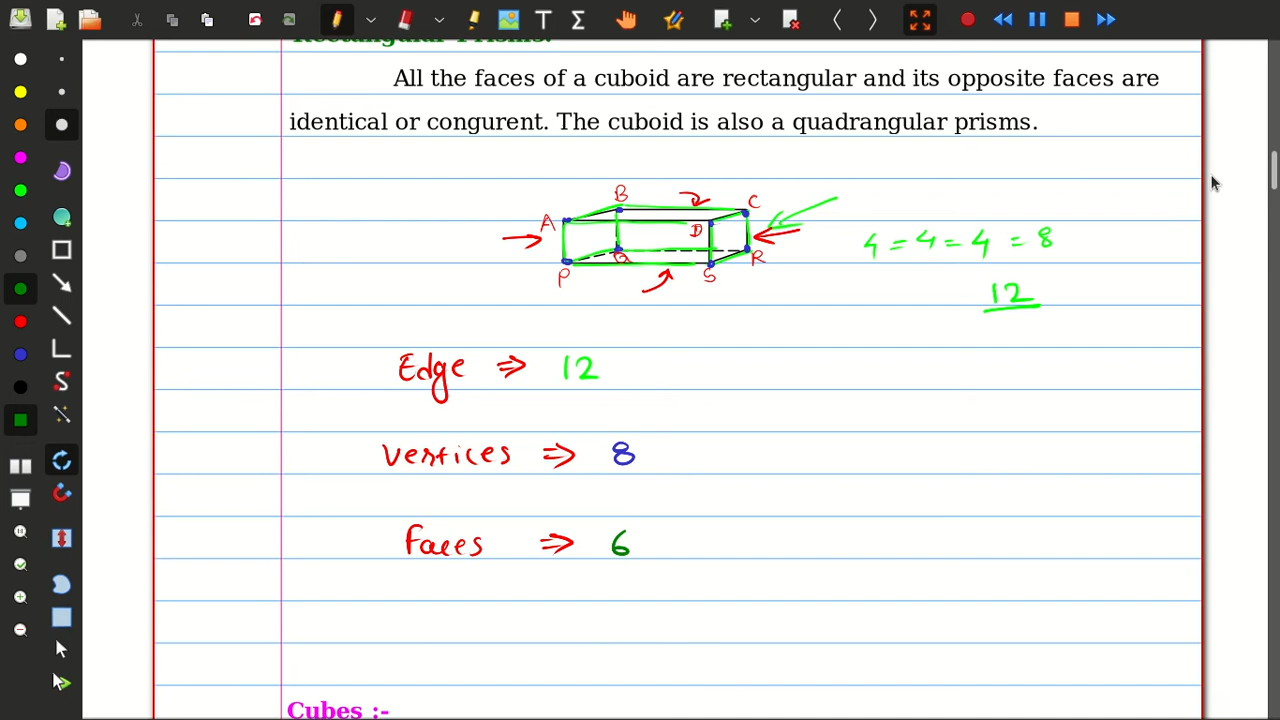 Rectangular Prisms:
All the faces of a cuboid are rectangular and its opposite faces are
identical or congurent. The cuboid is also a quadrangular prisms.
B
C
A
D
Q
R
P
S
4 = 4 = 4 = 8
12
Edge ⇒ 12
vertices ⇒ 8
faces ⇒ 6
Cubes :-